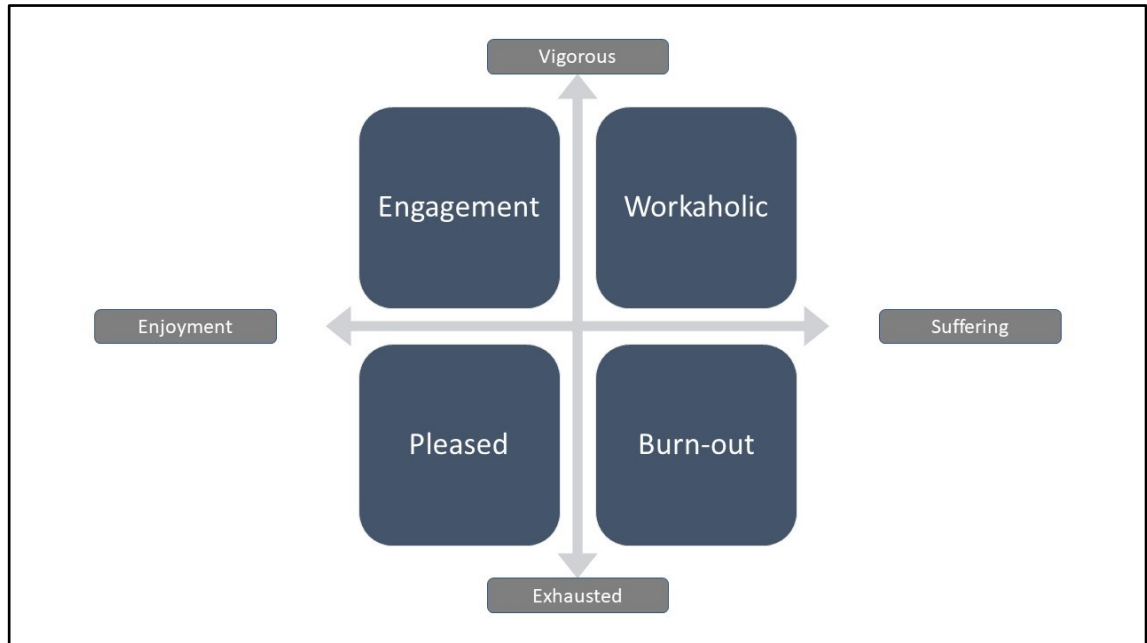 Vigorous
Engagement
Workaholic
Enjoyment
Suffering
Pleased
Burn-out
Exhausted